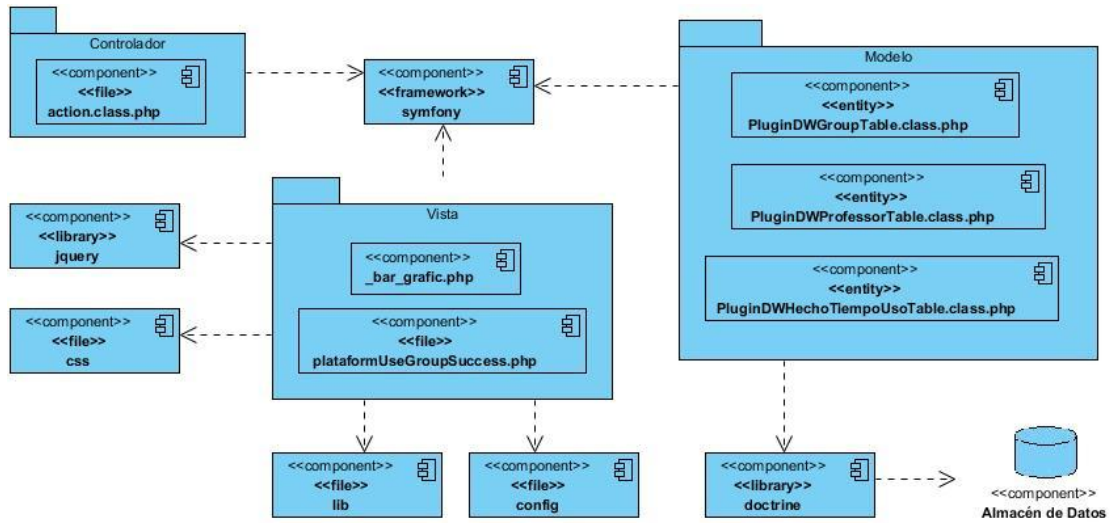 Controlador
<<component>>
<<file>>
action.class.php
<<component>>
<<framework>>
symfony
Modelo
<<component>>
<<entity>>
PluginDWGroupTable.class.php
<<component>>
<<entity>>
PluginDWProfessorTable.class.php
<<component>>
<<entity>>
PluginDWHechoTiempoUsoTable.class.php
<<component>>
<<library>>
jquery
<<component>>
<<file>>
css
Vista
<<component>>
_bar_grafic.php
<<component>>
<<file>>
plataformUseGroupSuccess.php
<<component>>
<<file>>
lib
<<component>>
<<file>>
config
<<component>>
<<library>>
doctrine
<<component>>
Almacén de Datos